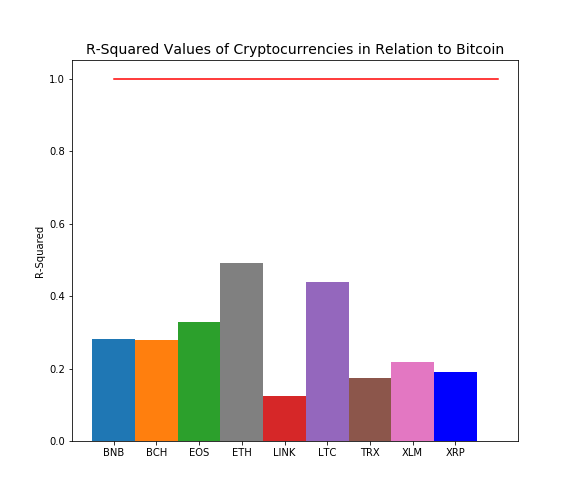 R-Squared Values of Cryptocurrencies in Relation to Bitcoin
1.0
0.8
0.6
0.4
0.2
0.0
R-Squared
BNB BCH EOS ETH LINK LTC TRX XLM XRP